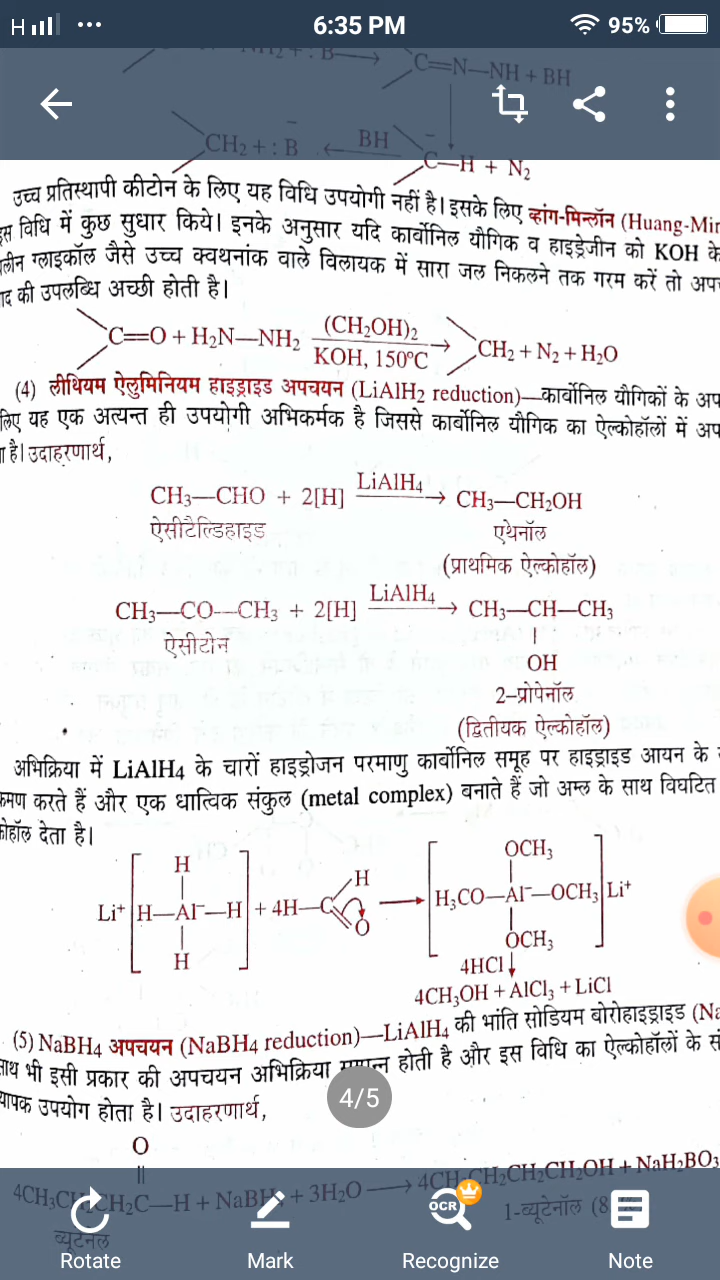 H
6:35 PM
95%
C=N—NH + BH
CH₂ + : B
BH
C—H + N₂
उच्च प्रतिस्थापी कीटोन के लिए यह विधि उपयोगी नहीं है। इसके लिए व्हांग-मिन्लॉन (Huang-Min
इस विधि में कुछ सुधार किये। इनके अनुसार यदि कार्बोनिल यौगिक व हाइड्रेजीन को KOH के
ग्लाइकॉल जैसे उच्च क्वथनांक वाले विलायक में सारा जल निकलने तक गरम करें तो अपच
की उपलब्धि अच्छी होती है।
C=O + H₂N—NH₂ (CH₂OH)₂ / KOH, 150°C → CH₂ + N₂ + H₂O
(4) लीथियम ऐलुमिनियम हाइड्राइड अपचयन (LiAlH₂ reduction)—कार्बोनिल यौगिकों के अप
लिए यह एक अत्यन्त ही उपयोगी अभिकर्मक है जिससे कार्बोनिल यौगिक का ऐल्कोहॉलों में अप
है। उदाहरणार्थ,
CH₃—CHO + 2[H] LiAlH₄ → CH₃—CH₂OH
ऐसीटैल्डिहाइड एथेनॉल
(प्राथमिक ऐल्कोहॉल)
CH₃—CO—CH₃ + 2[H] LiAlH₄ → CH₃—CH—CH₃
ऐसीटोन
OH
2–प्रोपेनॉल
(द्वितीयक ऐल्कोहॉल)
अभिक्रिया में LiAlH₄ के चारों हाइड्रोजन परमाणु कार्बोनिल समूह पर हाइड्राइड आयन के
क्रमण करते हैं और एक धात्विक संकुल (metal complex) बनाते हैं जो अम्ल के साथ विघटित
कोहॉल देता है।
H OCH₃
H
Li⁺ H—Al⁻—H + 4H—C → H₃CO—Al⁻—OCH₃ Li⁺
O
H OCH₃
4HCl↓
4CH₃OH + AlCl₃ + LiCl
(5) NaBH₄ अपचयन (NaBH₄ reduction)—LiAlH₄ की भांति सोडियम बोरोहाइड्राइड (Na
साथ भी इसी प्रकार की अपचयन अभिक्रिया होती है और इस विधि का ऐल्कोहॉलों के
उपयोग होता है। उदाहरणार्थ,
4/5
O
1-ब्यूटेनॉल
ब्यूटेनल
OCR
Rotate Mark Recognize Note